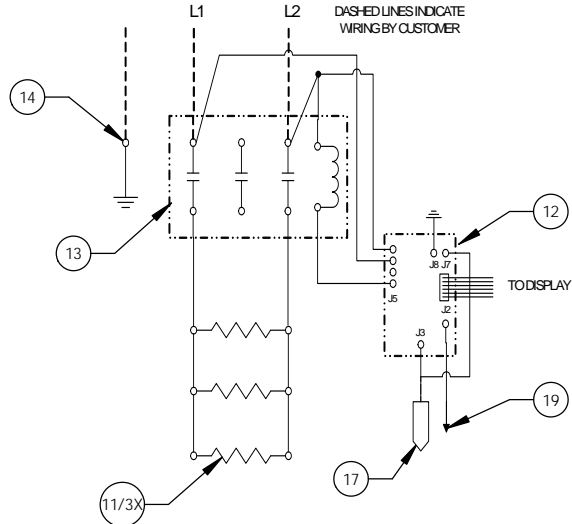 L1
L2
DASHED LINES INDICATE
WIRING BY CUSTOMER
14
13
12
J8
J7
J5
TO DISPLAY
J2
J3
19
17
11/3X